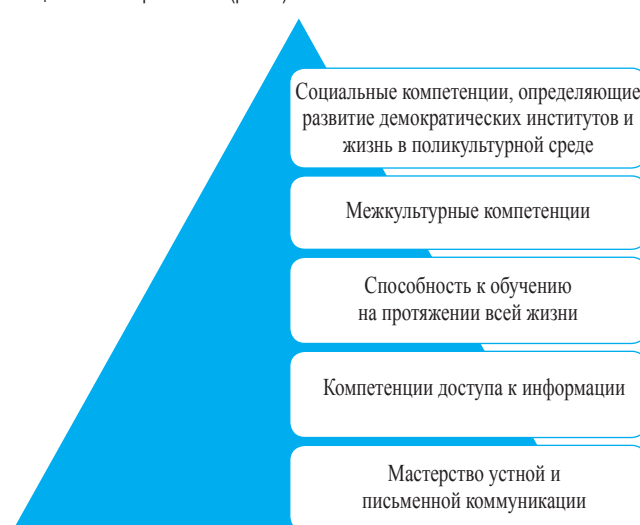 Социальные компетенции, определяющие
развитие демократических институтов и
жизнь в поликультурной среде
Межкультурные компетенции
Способность к обучению
на протяжении всей жизни
Компетенции доступа к информации
Мастерство устной и
письменной коммуникации